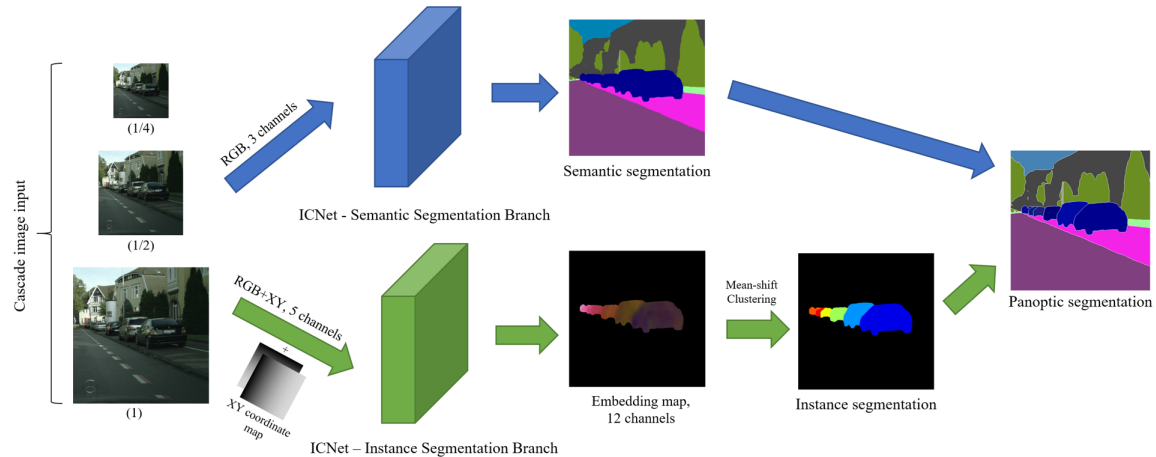 Cascade image input
(1/4)
(1/2)
(1)
RGB, 3 channels
ICNet - Semantic Segmentation Branch
Semantic segmentation
RGB+XY, 5 channels
+
XY coordinate
map
ICNet – Instance Segmentation Branch
Embedding map,
12 channels
Mean-shift
Clustering
Instance segmentation
Panoptic segmentation